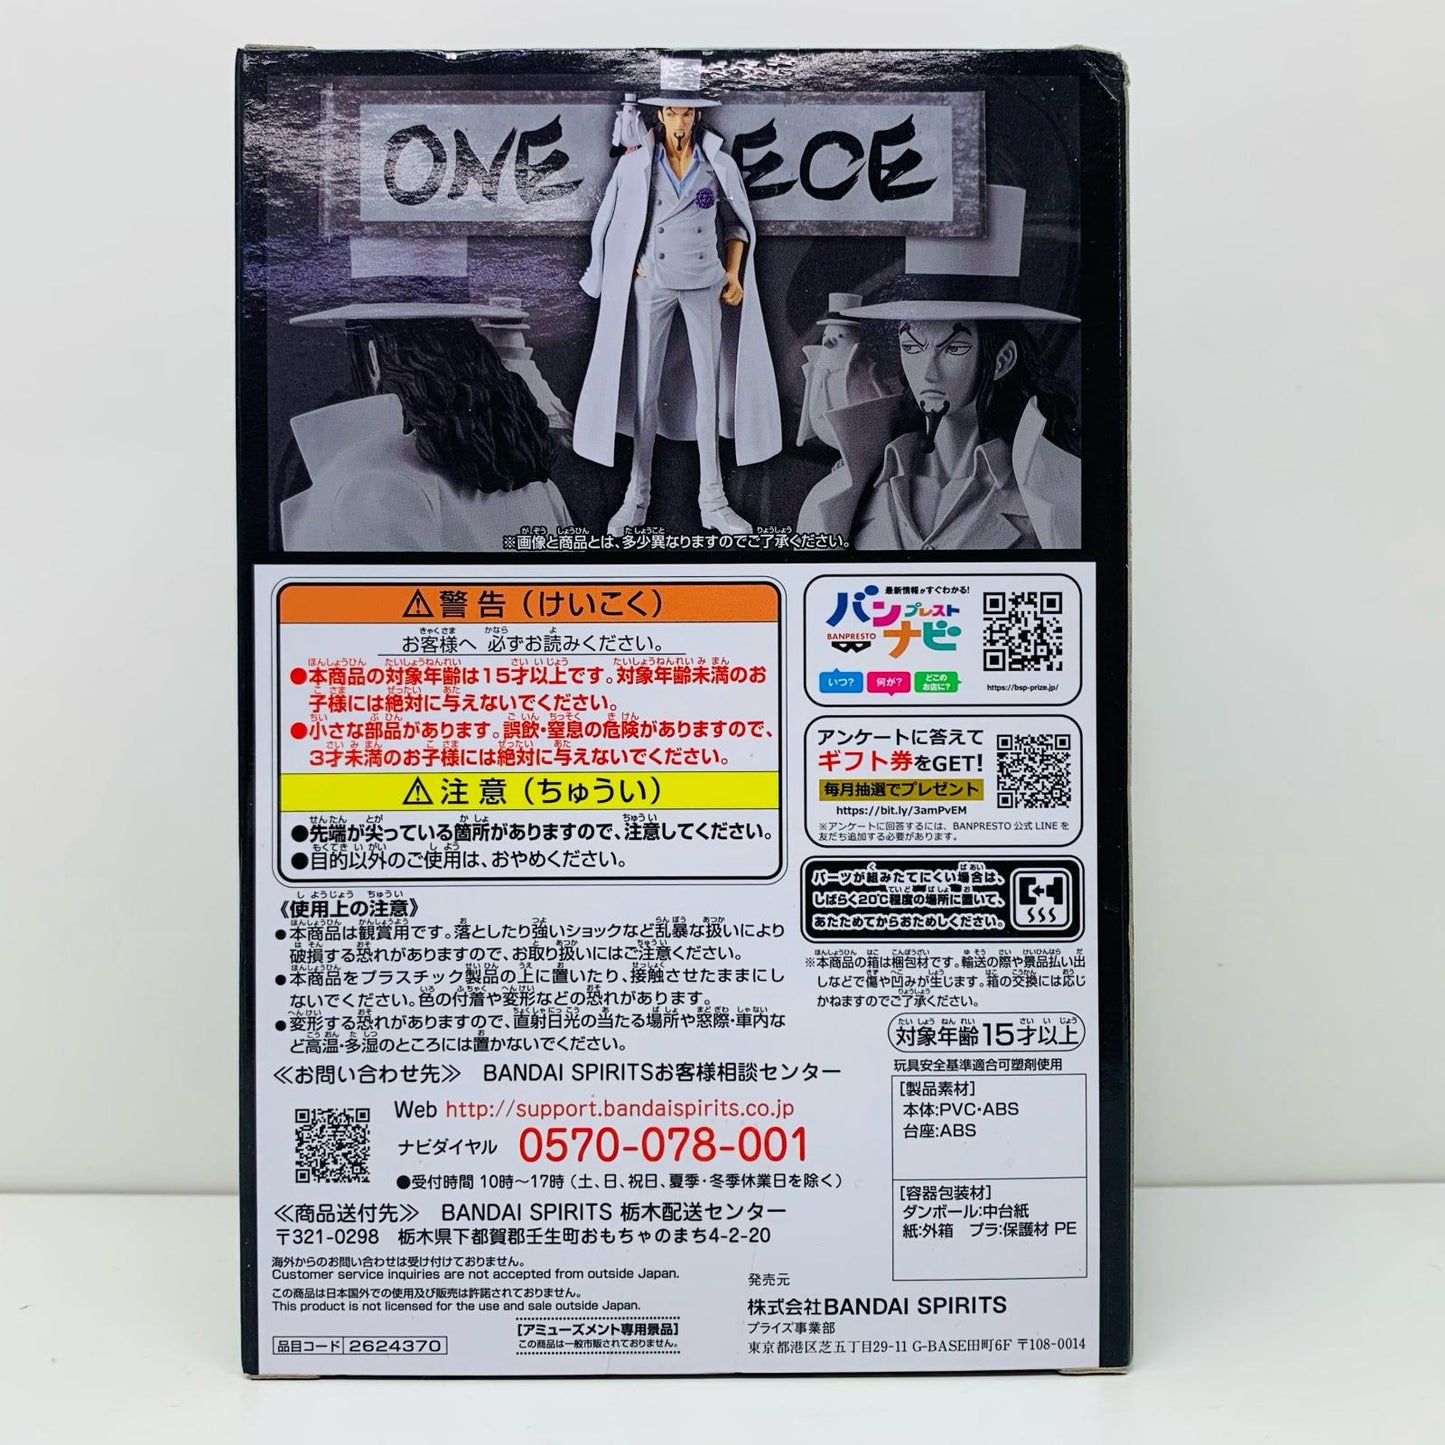 ONE PIECE
※画像と商品とは、多少異なりますのでご了承ください。
⚠警告（けいこく）
お客様へ 必ずお読みください。
●本商品の対象年齢は15才以上です。対象年齢未満のお
子様には絶対に与えないでください。
●小さな部品があります。誤飲・窒息の危険がありますので、
3才未満のお子様には絶対に与えないでください。
⚠注意（ちゅうい）
●先端が尖っている箇所がありますので、注意してください。
●目的以外のご使用は、おやめください。
《使用上の注意》
●本商品は観賞用です。落としたり強いショックなど乱暴な扱いにより
破損する恐れがありますので、お取り扱いにはご注意ください。
●本商品をプラスチック製品の上に置いたり、接触させたままにし
ないでください。色の付着や変形などの恐れがあります。
●変形する恐れがありますので、直射日光の当たる場所や窓際・車内な
ど高温・多湿のところには置かないでください。
≪お問い合わせ先≫ BANDAI SPIRITSお客様相談センター
Web http://support.bandaispirits.co.jp
ナビダイヤル 0570-078-001
●受付時間 10時〜17時（土、日、祝日、夏季・冬季休業日を除く）
≪商品送付先≫ BANDAI SPIRITS 栃木配送センター
〒321-0298 栃木県下都賀郡壬生町おもちゃのまち4-2-20
海外からのお問い合わせは受け付けておりません。
Customer service inquiries are not accepted from outside Japan.
この商品は日本国外での使用及び販売は許諾されておりません。
This product is not licensed for the use and sale outside Japan.
品目コード 2624370
[アミューズメント専用景品]
この商品は一般市販されておりません。
最新情報がすぐわかる!
バンプレストナビ
BANPRESTO
いつ? 何が? どこのお店に?
https://bsp-prize.jp/
アンケートに答えて
ギフト券をGET!
毎月抽選でプレゼント
https://bit.ly/3amPvEM
※アンケートに回答するには、BANPRESTO 公式 LINE を
友だち追加する必要があります。
パーツが組みたてにくい場合は、
しばらく20℃程度の場所に置いて、
あたためてからおためしください。
※本商品の箱は梱包材です。輸送の際や景品払い出
しなどで傷や凹みが生じます。箱の交換には応じ
かねますのでご了承ください。
対象年齢15才以上
玩具安全基準適合可塑剤使用
[製品素材]
本体:PVC・ABS
台座:ABS
[容器包装材]
ダンボール:中台紙
紙:外箱 プラ:保護材 PE
発売元
株式会社BANDAI SPIRITS
プライズ事業部
東京都港区芝五丁目29-11 G-BASE田町6F 〒108-0014